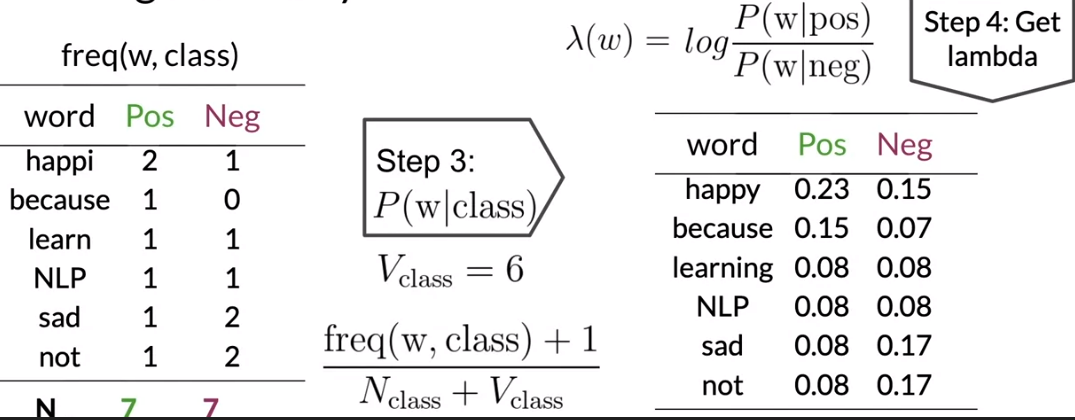 freq(w, class)
word Pos Neg
happi 2 1
because 1 0
learn 1 1
NLP 1 1
sad 1 2
not 1 2
N 7 7
Step 3:
P(w|class)
V_class = 6
freq(w, class) + 1
N_class + V_class
λ(w) = log P(w|pos) / P(w|neg)
Step 4: Get
lambda
word Pos Neg
happy 0.23 0.15
because 0.15 0.07
learning 0.08 0.08
NLP 0.08 0.08
sad 0.08 0.17
not 0.08 0.17